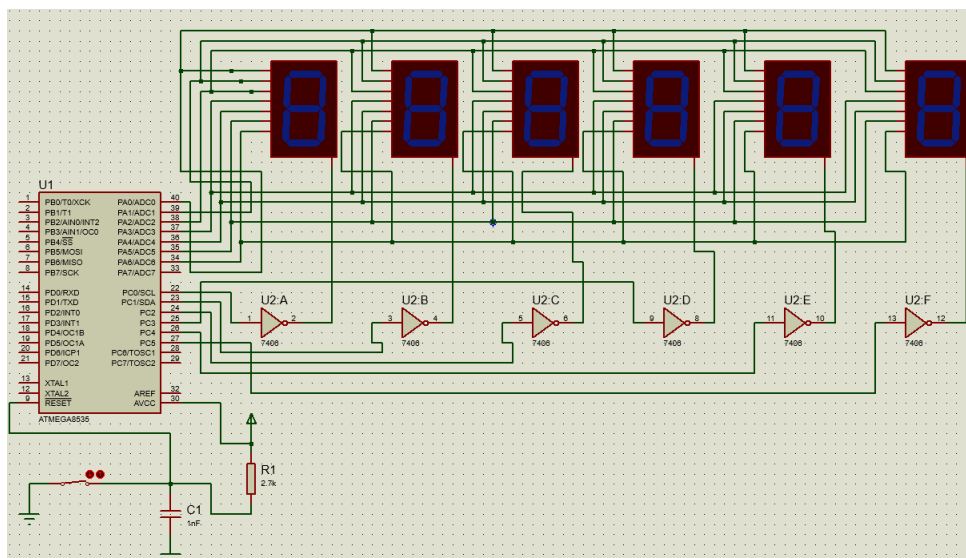 U1
1 PB0/T0/XCK PA0/ADC0 40
2 PB1/T1 PA1/ADC1 39
3 PB2/AIN0/INT2 PA2/ADC2 38
4 PB3/AIN1/OC0 PA3/ADC3 37
5 PB4/SS PA4/ADC4 36
6 PB5/MOSI PA5/ADC5 35
7 PB6/MISO PA6/ADC6 34
8 PB7/SCK PA7/ADC7 33
14 PD0/RXD PC0/SCL 22
15 PD1/TXD PC1/SDA 23
16 PD2/INT0 PC2 24
17 PD3/INT1 PC3 25
18 PD4/OC1B PC4 26
19 PD5/OC1A PC5 27
20 PD6/ICP1 PC6/TOSC1 28
21 PD7/OC2 PC7/TOSC2 29
13 XTAL1
12 XTAL2 AREF 32
9 RESET AVCC 30
ATMEGA8535
U2:A
1 2
7406
U2:B
3 4
7406
U2:C
5 6
7406
U2:D
9 8
7406
U2:E
11 10
7406
U2:F
13 12
7406
R1
2.7k
C1
1nF